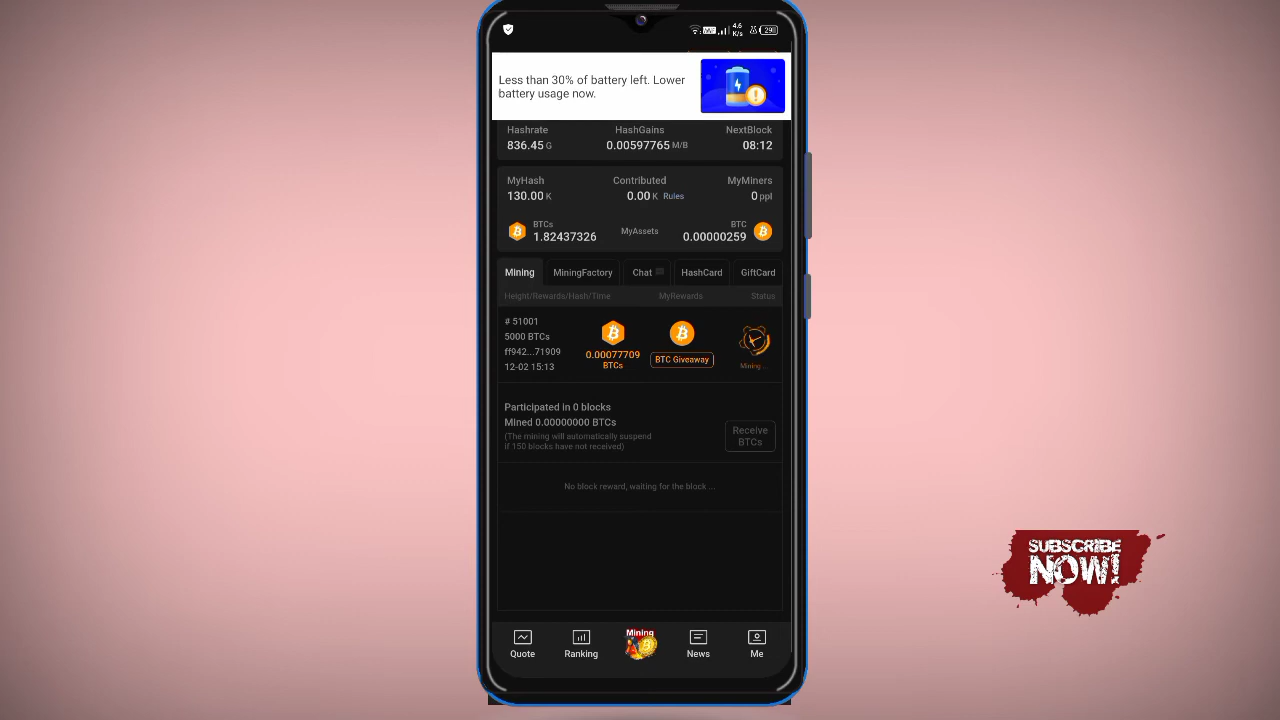 4.6
K/s
29
Less than 30% of battery left. Lower
battery usage now.
Hashrate HashGains NextBlock
836.45 G 0.00597765 M/B 08:12
MyHash Contributed MyMiners
130.00 K 0.00 K Rules 0 ppl
BTCs BTC
1.82437326 MyAssets 0.00000259
Mining MiningFactory Chat HashCard GiftCard
Height/Rewards/Hash/Time MyRewards Status
# 51001
5000 BTCs
ff942...71909
12-02 15:13
0.00077709
BTCs
BTC Giveaway
Mining...
Participated in 0 blocks
Mined 0.00000000 BTCs
(The mining will automatically suspend
if 150 blocks have not received)
Receive
BTCs
No block reward, waiting for the block ...
Mining
Quote Ranking News Me
SUBSCRIBE
NOW!